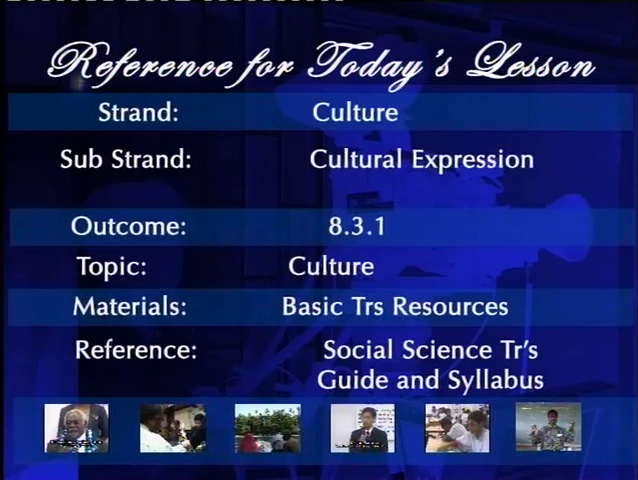 Reference for Today's Lesson
Strand: Culture
Sub Strand: Cultural Expression
Outcome: 8.3.1
Topic: Culture
Materials: Basic Trs Resources
Reference: Social Science Tr's
Guide and Syllabus